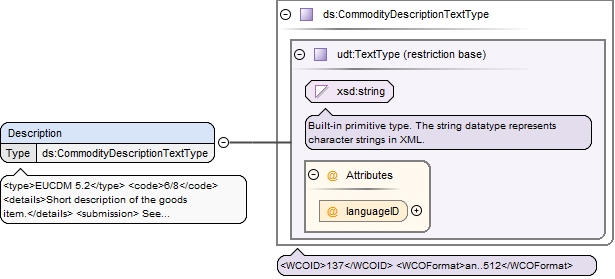 ds:CommodityDescriptionTextType
udt:TextType (restriction base)
xsd:string
Built-in primitive type. The string datatype represents
character strings in XML.
Description
Type ds:CommodityDescriptionTextType
<type>EUCDM 5.2</type> <code>6/8</code>
<details>Short description of the goods
item.</details> <submission> See...
@ Attributes
@ languageID
<WCOID>137</WCOID> <WCOFormat>an..512</WCOFormat>